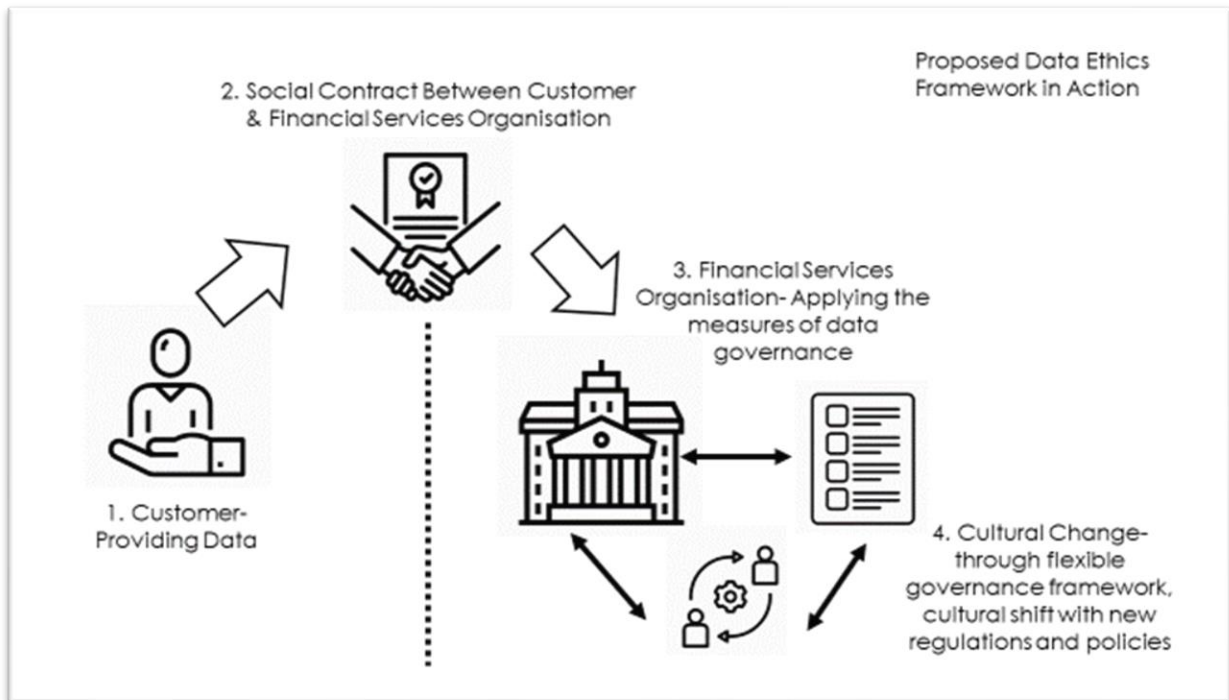 Proposed Data Ethics
Framework in Action
2. Social Contract Between Customer
& Financial Services Organisation
3. Financial Services
Organisation- Applying the
measures of data
governance
1. Customer-
Providing Data
4. Cultural Change-
through flexible
governance framework,
cultural shift with new
regulations and policies